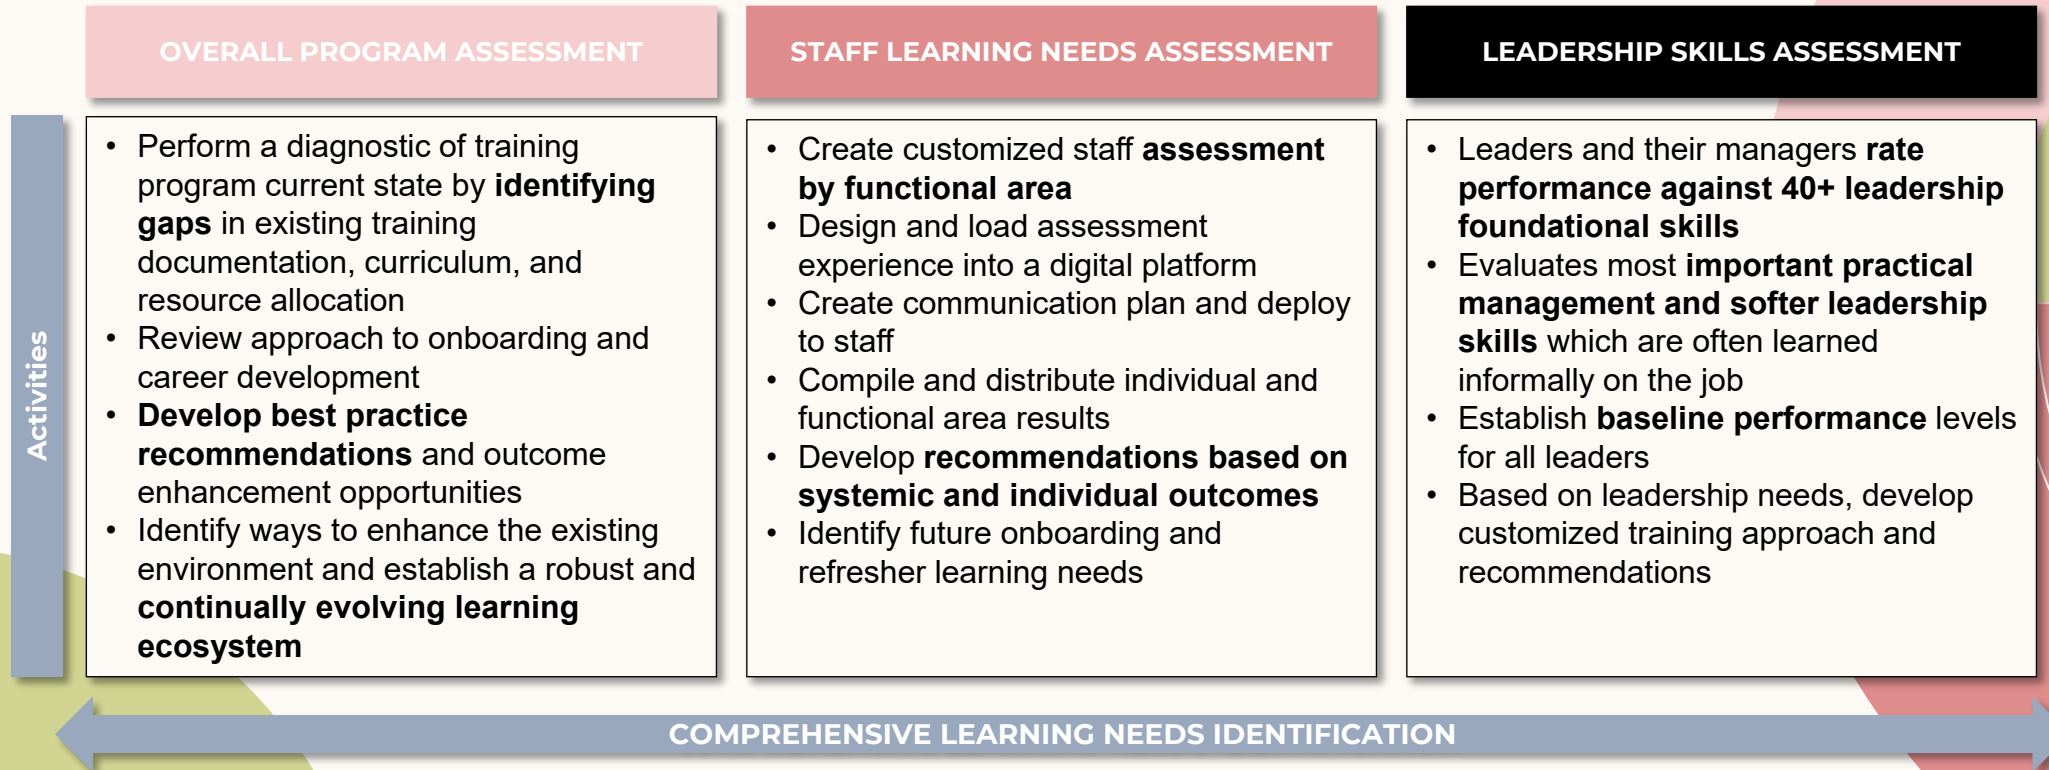 OVERALL PROGRAM ASSESSMENT
STAFF LEARNING NEEDS ASSESSMENT
LEADERSHIP SKILLS ASSESSMENT
Activities
• Perform a diagnostic of training
program current state by identifying
gaps in existing training
documentation, curriculum, and
resource allocation
• Review approach to onboarding and
career development
• Develop best practice
recommendations and outcome
enhancement opportunities
• Identify ways to enhance the existing
environment and establish a robust and
continually evolving learning
ecosystem
• Create customized staff assessment
by functional area
• Design and load assessment
experience into a digital platform
• Create communication plan and deploy
to staff
• Compile and distribute individual and
functional area results
• Develop recommendations based on
systemic and individual outcomes
• Identify future onboarding and
refresher learning needs
• Leaders and their managers rate
performance against 40+ leadership
foundational skills
• Evaluates most important practical
management and softer leadership
skills which are often learned
informally on the job
• Establish baseline performance levels
for all leaders
• Based on leadership needs, develop
customized training approach and
recommendations
COMPREHENSIVE LEARNING NEEDS IDENTIFICATION